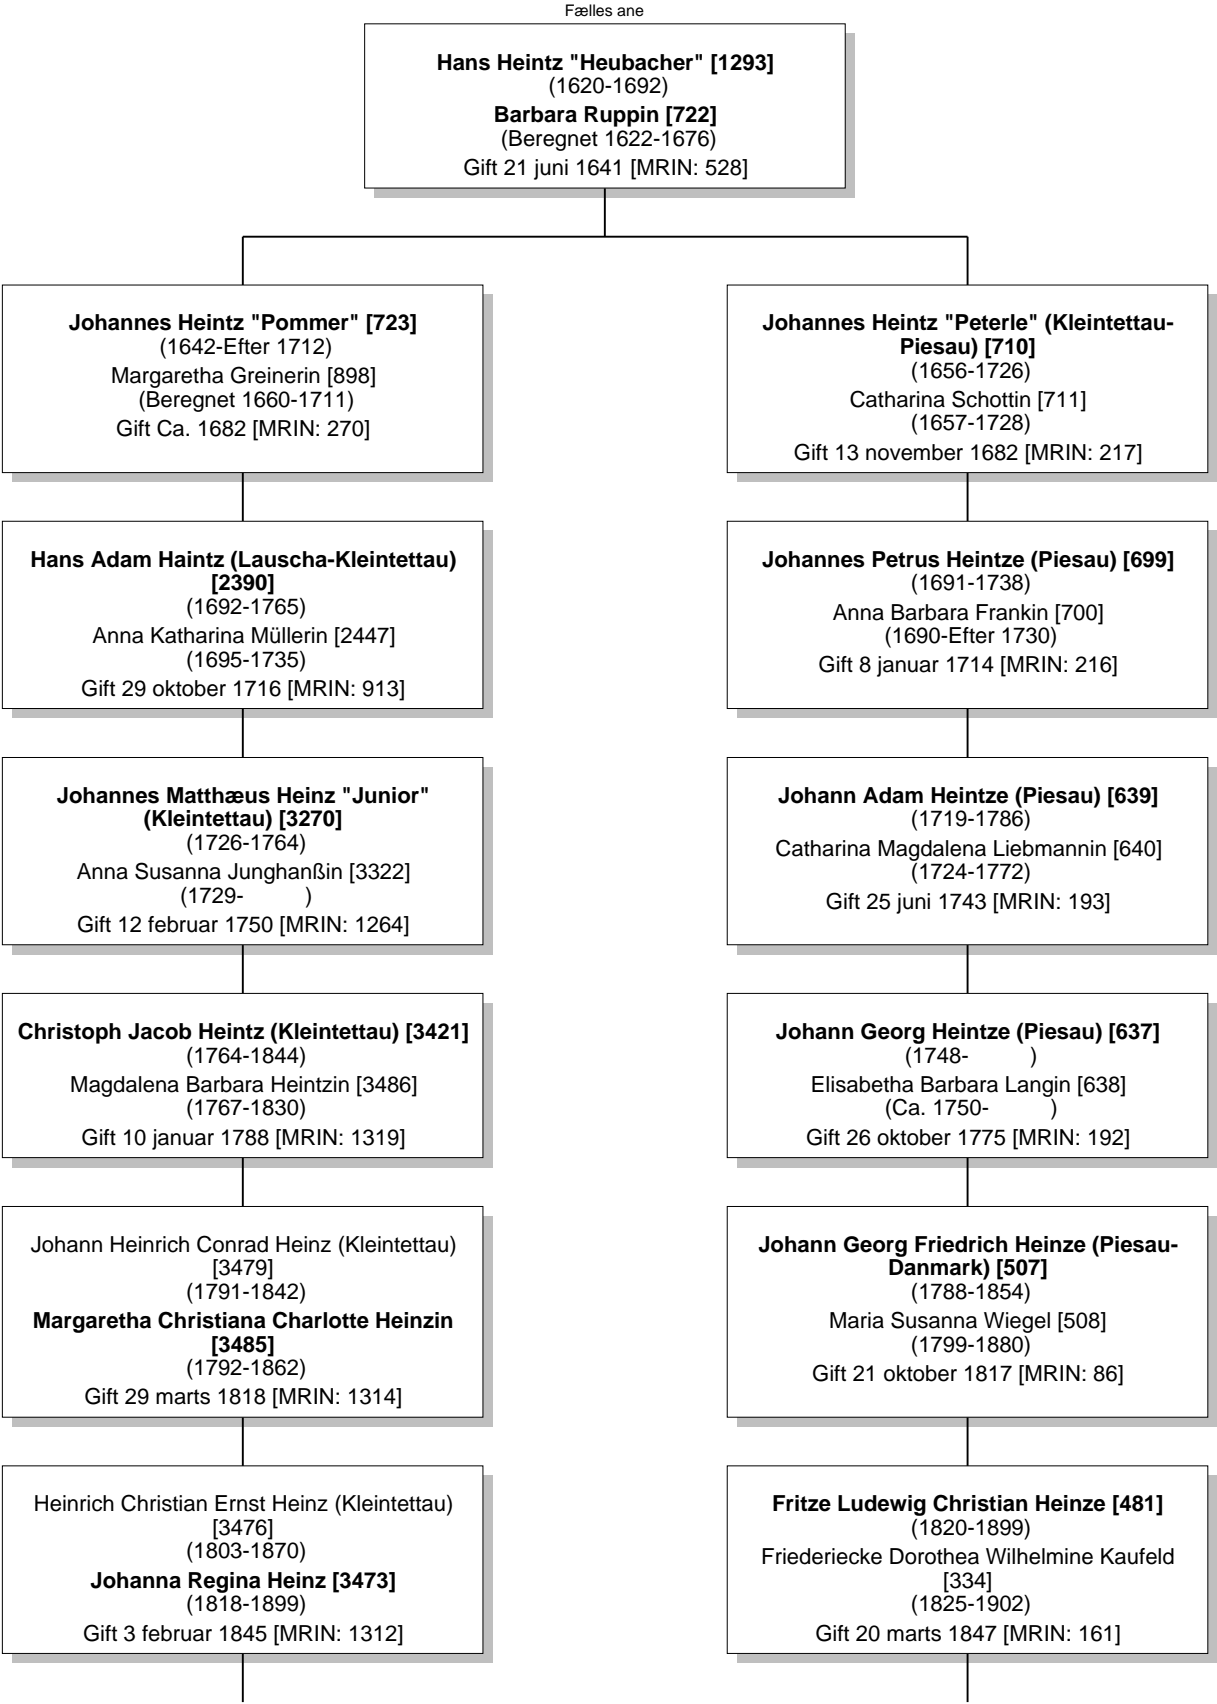 Fælles ane
Hans Heintz "Heubacher" [1293]
(1620-1692)
Barbara Ruppin [722]
(Beregnet 1622-1676)
Gift 21 juni 1641 [MRIN: 528]
Johannes Heintz "Pommer" [723]
(1642-Efter 1712)
Margaretha Greinerin [898]
(Beregnet 1660-1711)
Gift Ca. 1682 [MRIN: 270]
Johannes Heintz "Peterle" (Kleintettau-
Piesau) [710]
(1656-1726)
Catharina Schottin [711]
(1657-1728)
Gift 13 november 1682 [MRIN: 217]
Hans Adam Haintz (Lauscha-Kleintettau)
[2390]
(1692-1765)
Anna Katharina Müllerin [2447]
(1695-1735)
Gift 29 oktober 1716 [MRIN: 913]
Johannes Petrus Heintze (Piesau) [699]
(1691-1738)
Anna Barbara Frankin [700]
(1690-Efter 1730)
Gift 8 januar 1714 [MRIN: 216]
Johannes Matthæus Heinz "Junior"
(Kleintettau) [3270]
(1726-1764)
Anna Susanna Junghanßin [3322]
(1729- )
Gift 12 februar 1750 [MRIN: 1264]
Johann Adam Heintze (Piesau) [639]
(1719-1786)
Catharina Magdalena Liebmannin [640]
(1724-1772)
Gift 25 juni 1743 [MRIN: 193]
Christoph Jacob Heintz (Kleintettau) [3421]
(1764-1844)
Magdalena Barbara Heintzin [3486]
(1767-1830)
Gift 10 januar 1788 [MRIN: 1319]
Johann Georg Heintze (Piesau) [637]
(1748- )
Elisabetha Barbara Langin [638]
(Ca. 1750- )
Gift 26 oktober 1775 [MRIN: 192]
Johann Heinrich Conrad Heinz (Kleintettau)
[3479]
(1791-1842)
Margaretha Christiana Charlotte Heinzin
[3485]
(1792-1862)
Gift 29 marts 1818 [MRIN: 1314]
Johann Georg Friedrich Heinze (Piesau-
Danmark) [507]
(1788-1854)
Maria Susanna Wiegel [508]
(1799-1880)
Gift 21 oktober 1817 [MRIN: 86]
Heinrich Christian Ernst Heinz (Kleintettau)
[3476]
(1803-1870)
Johanna Regina Heinz [3473]
(1818-1899)
Gift 3 februar 1845 [MRIN: 1312]
Fritze Ludewig Christian Heinze [481]
(1820-1899)
Friederiecke Dorothea Wilhelmine Kaufeld
[334]
(1825-1902)
Gift 20 marts 1847 [MRIN: 161]